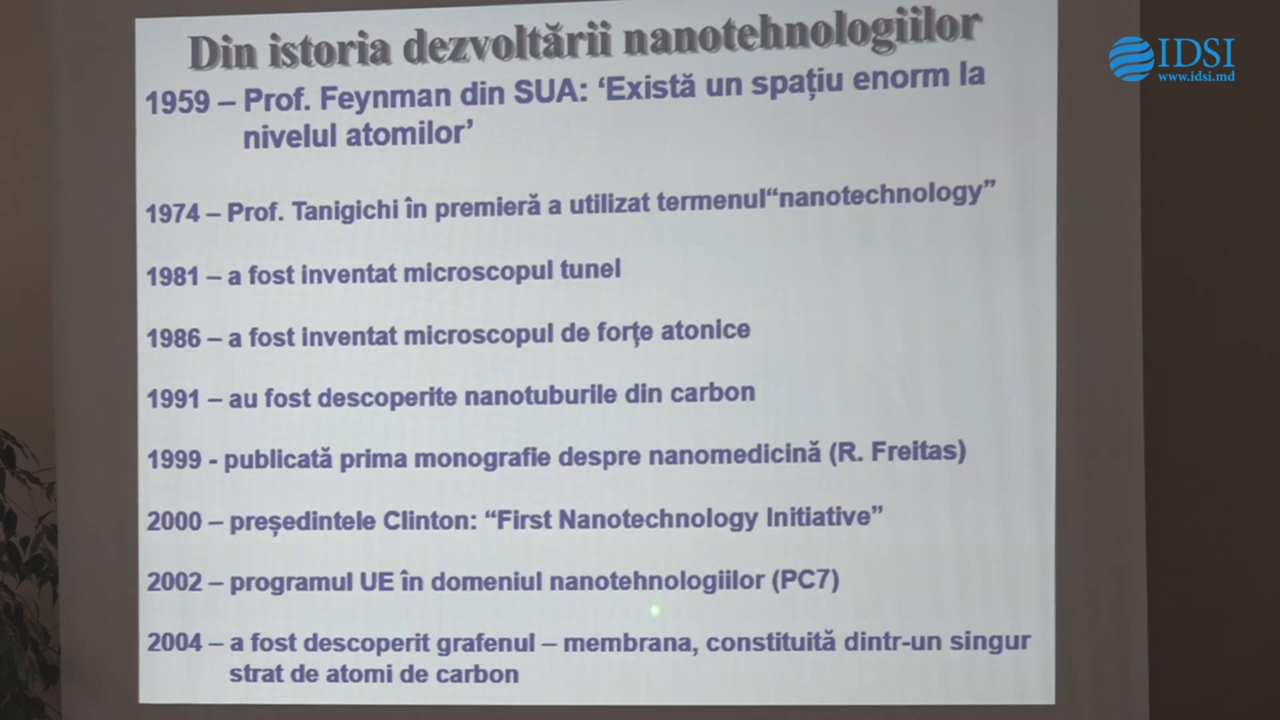 Din istoria dezvoltării nanotehnologiilor
IDSI
www.idsi.md
1959 – Prof. Feynman din SUA: ‘Există un spațiu enorm la
nivelul atomilor’
1974 – Prof. Tanigichi în premieră a utilizat termenul“nanotechnology”
1981 – a fost inventat microscopul tunel
1986 – a fost inventat microscopul de forțe atonice
1991 – au fost descoperite nanotuburile din carbon
1999 - publicată prima monografie despre nanomedicină (R. Freitas)
2000 – președintele Clinton: “First Nanotechnology Initiative”
2002 – programul UE în domeniul nanotehnologiilor (PC7)
2004 – a fost descoperit grafenul – membrana, constituită dintr-un singur
strat de atomi de carbon